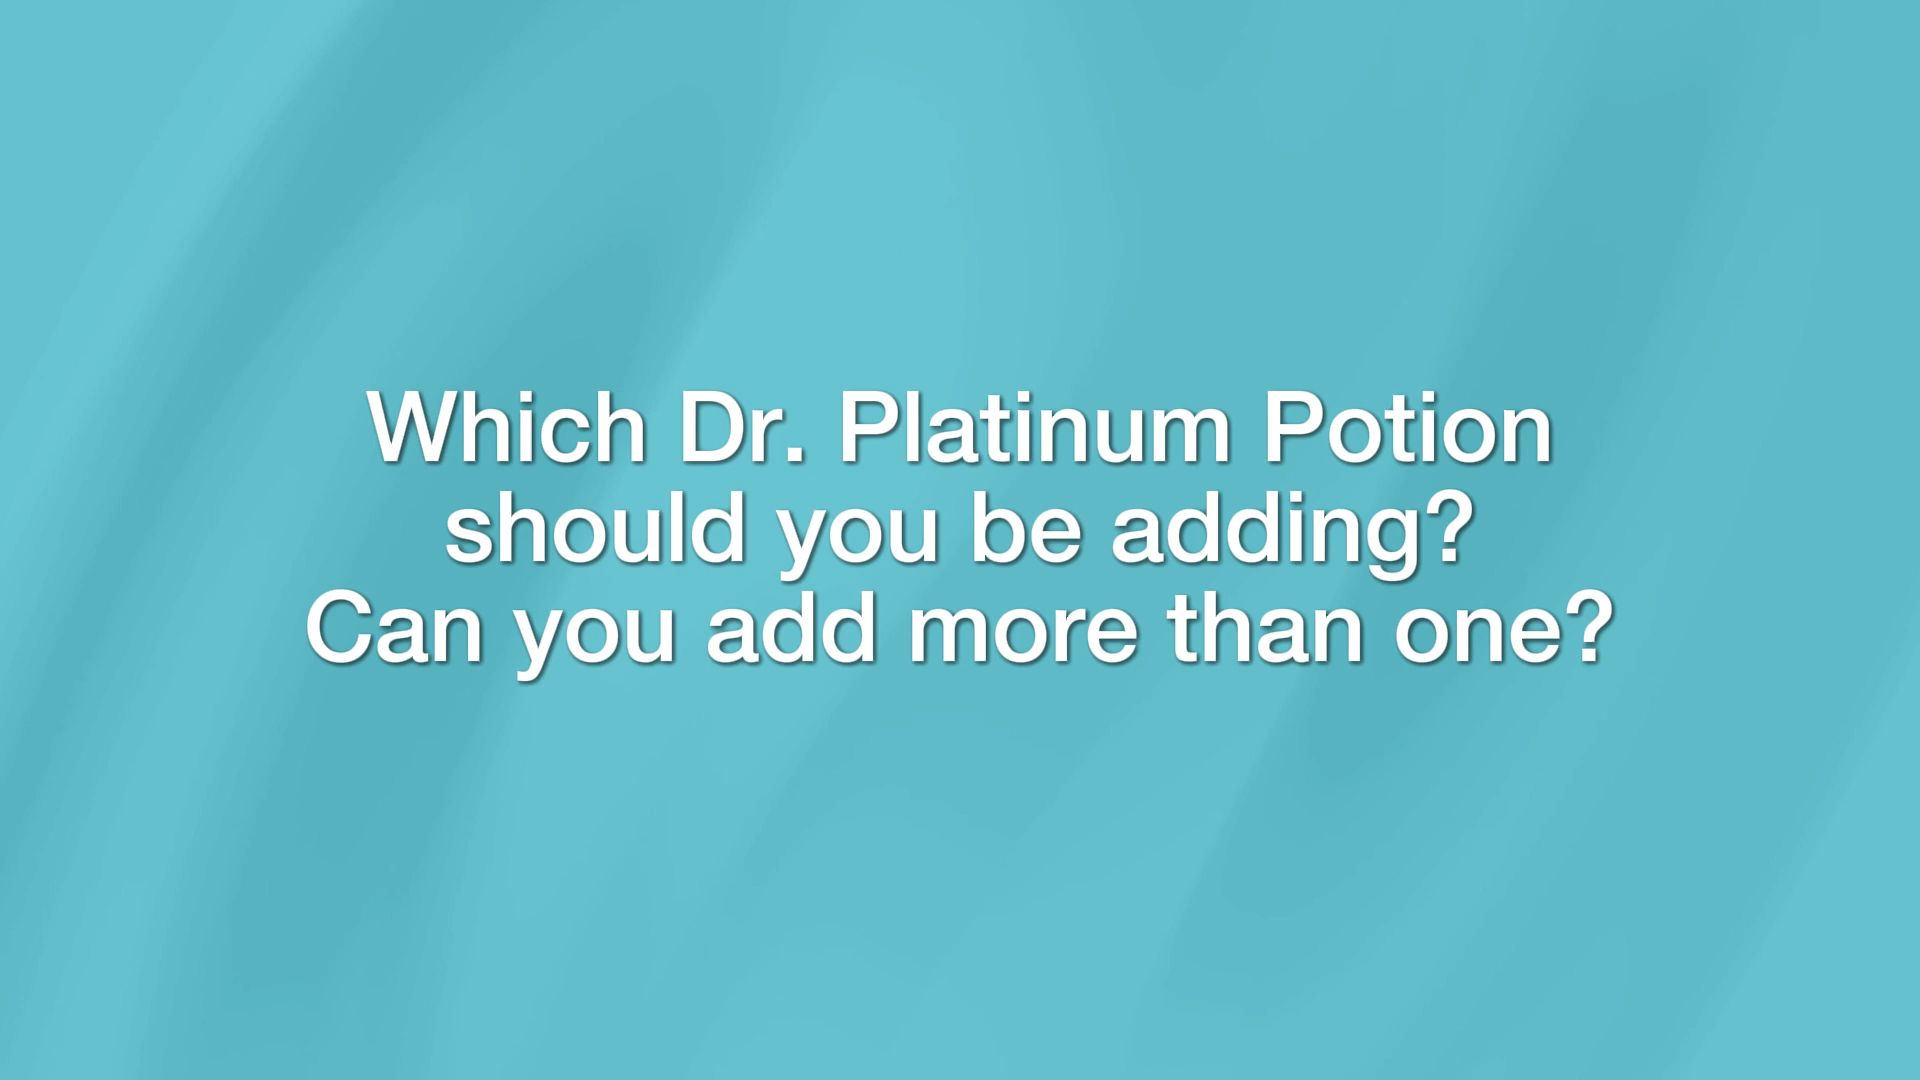 Which Dr. Platinum Potion
should you be adding?
Can you add more than one?